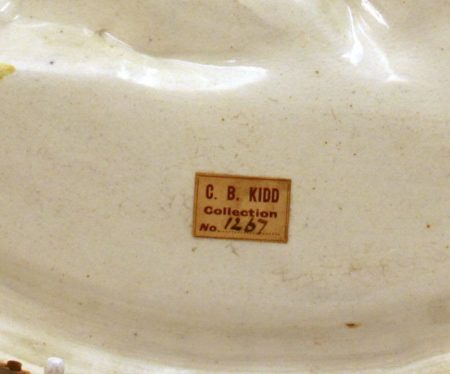 C. B. KIDD
Collection
No. 1267